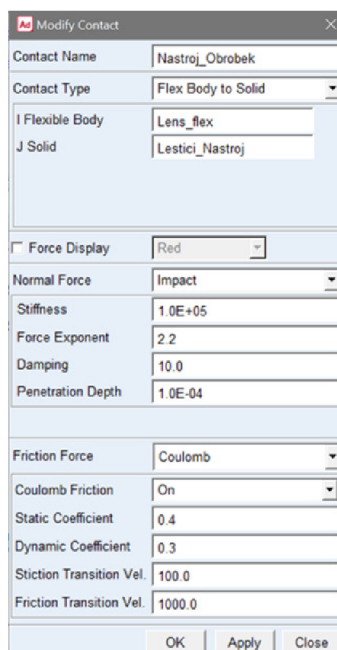 Ad Modify Contact
Contact Name Nastroj_Obrobek
Contact Type Flex Body to Solid
I Flexible Body Lens_flex
J Solid Lestici_Nastroj
Force Display Red
Normal Force Impact
Stiffness 1.0E+05
Force Exponent 2.2
Damping 10.0
Penetration Depth 1.0E-04
Friction Force Coulomb
Coulomb Friction On
Static Coefficient 0.4
Dynamic Coefficient 0.3
Stiction Transition Vel. 100.0
Friction Transition Vel. 1000.0
OK Apply Close